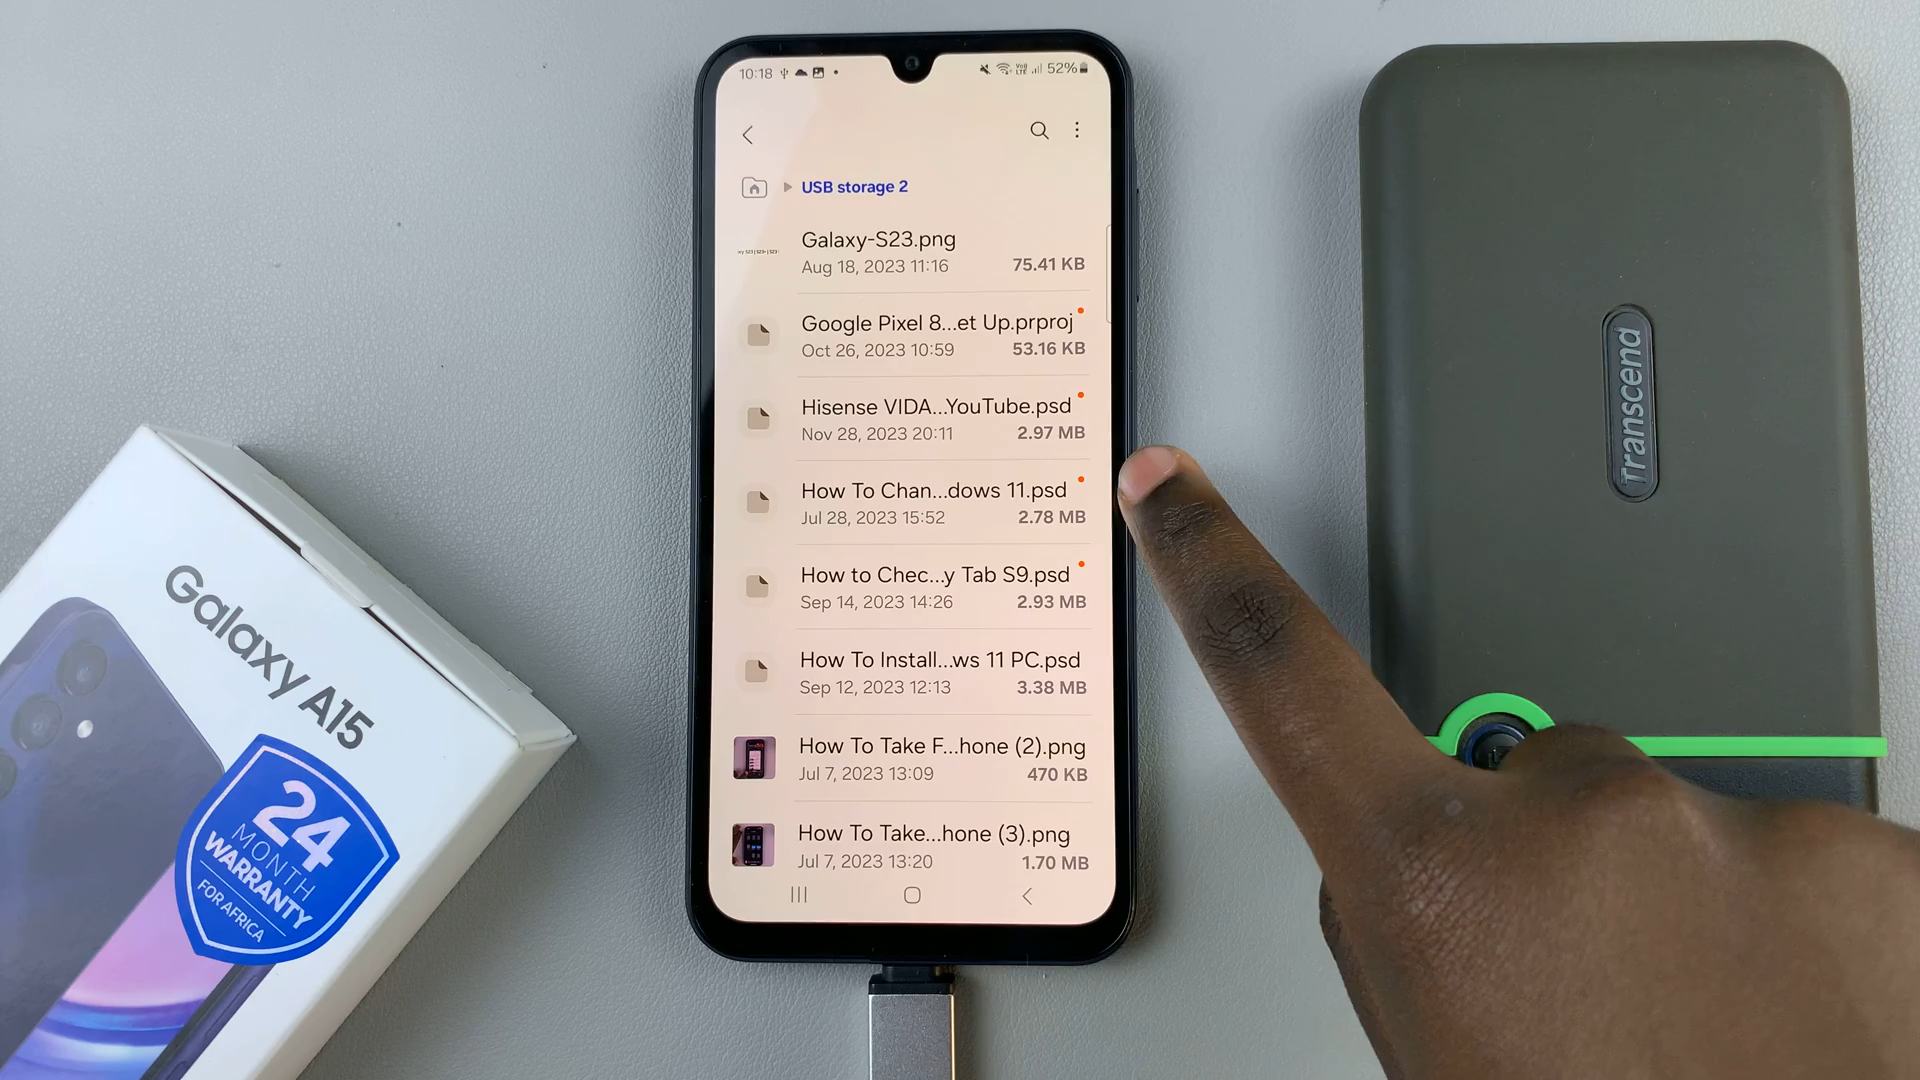 10:18
VoB LTE 52%
USB storage 2
Galaxy-S23.png
Aug 18, 2023 11:16 75.41 KB
Google Pixel 8...et Up.prproj
Oct 26, 2023 10:59 53.16 KB
Hisense VIDA...YouTube.psd
Nov 28, 2023 20:11 2.97 MB
How To Chan...dows 11.psd
Jul 28, 2023 15:52 2.78 MB
How to Chec...y Tab S9.psd
Sep 14, 2023 14:26 2.93 MB
How To Install...ws 11 PC.psd
Sep 12, 2023 12:13 3.38 MB
How To Take F...hone (2).png
Jul 7, 2023 13:09 470 KB
How To Take...hone (3).png
Jul 7, 2023 13:20 1.70 MB
Galaxy A15
24
MONTH
WARRANTY
FOR AFRICA
Transcend